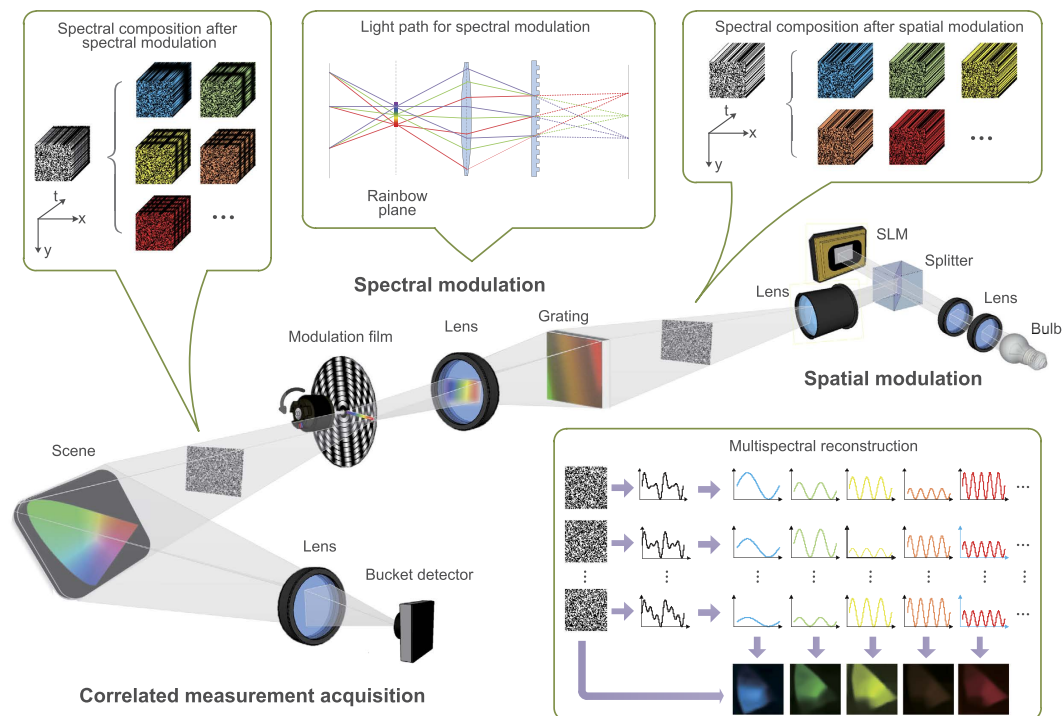 Spectral composition after
spectral modulation
t
x
y
Light path for spectral modulation
Rainbow
plane
Spectral composition after spatial modulation
t
x
y
SLM
Splitter
Lens
Lens
Bulb
Spatial modulation
Spectral modulation
Grating
Lens
Modulation film
Scene
Lens
Bucket detector
Correlated measurement acquisition
Multispectral reconstruction